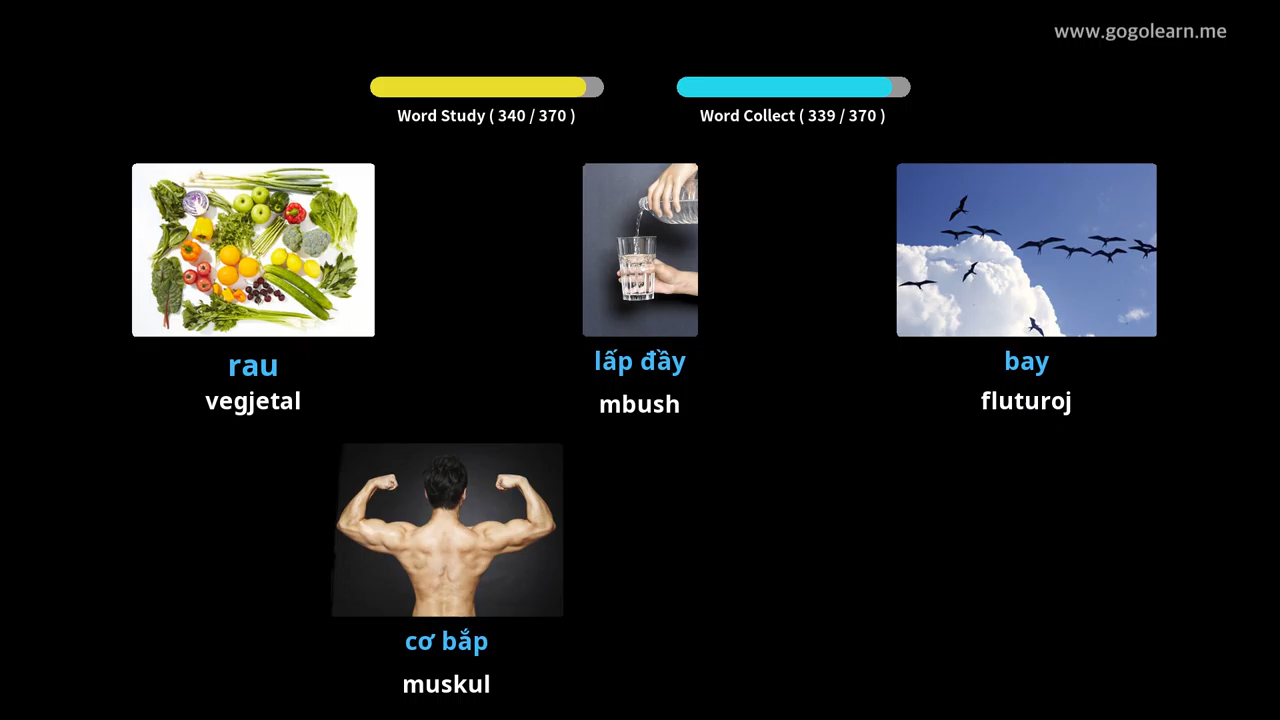 www.gogolearn.me
Word Study ( 340 / 370 )
Word Collect ( 339 / 370 )
rau
vegjetal
lấp đầy
mbush
bay
fluturoj
cơ bắp
muskul